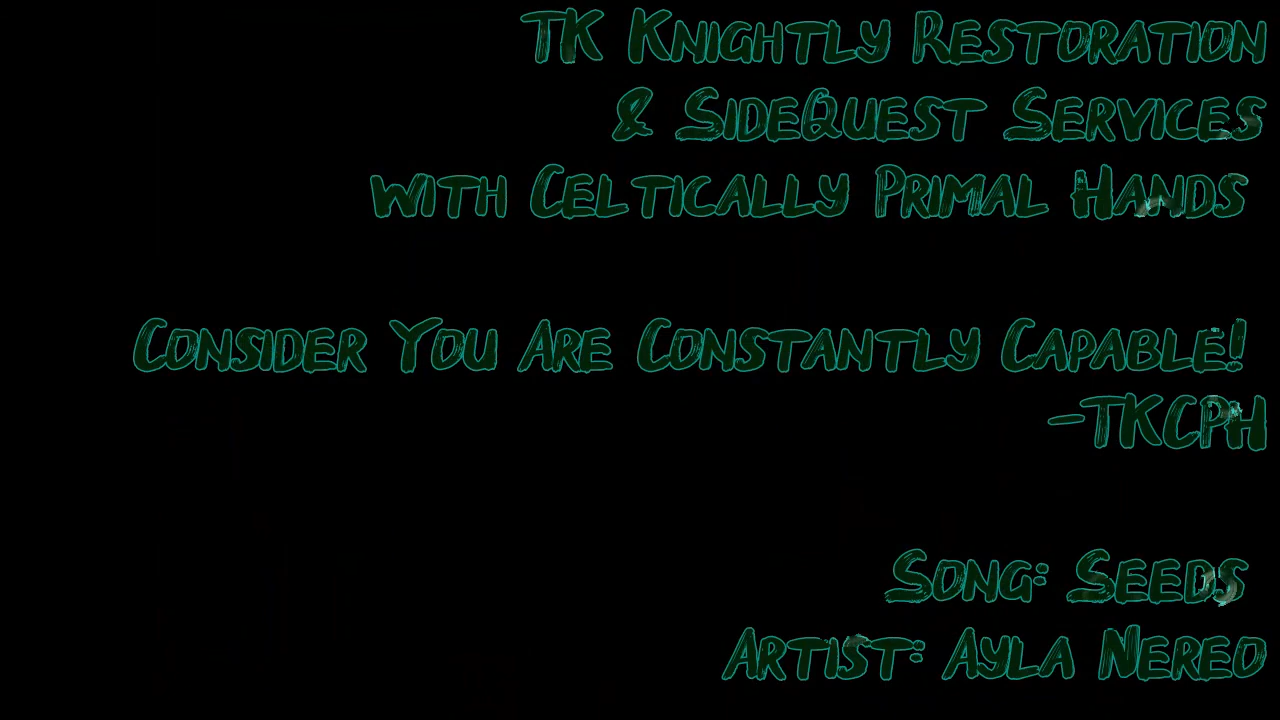 TK Knightly Restoration
& SideQuest Services
with Celtically Primal Hands
Consider You Are Constantly Capable!
-TKCPH
Song: Seeds
Artist: Ayla Nereo